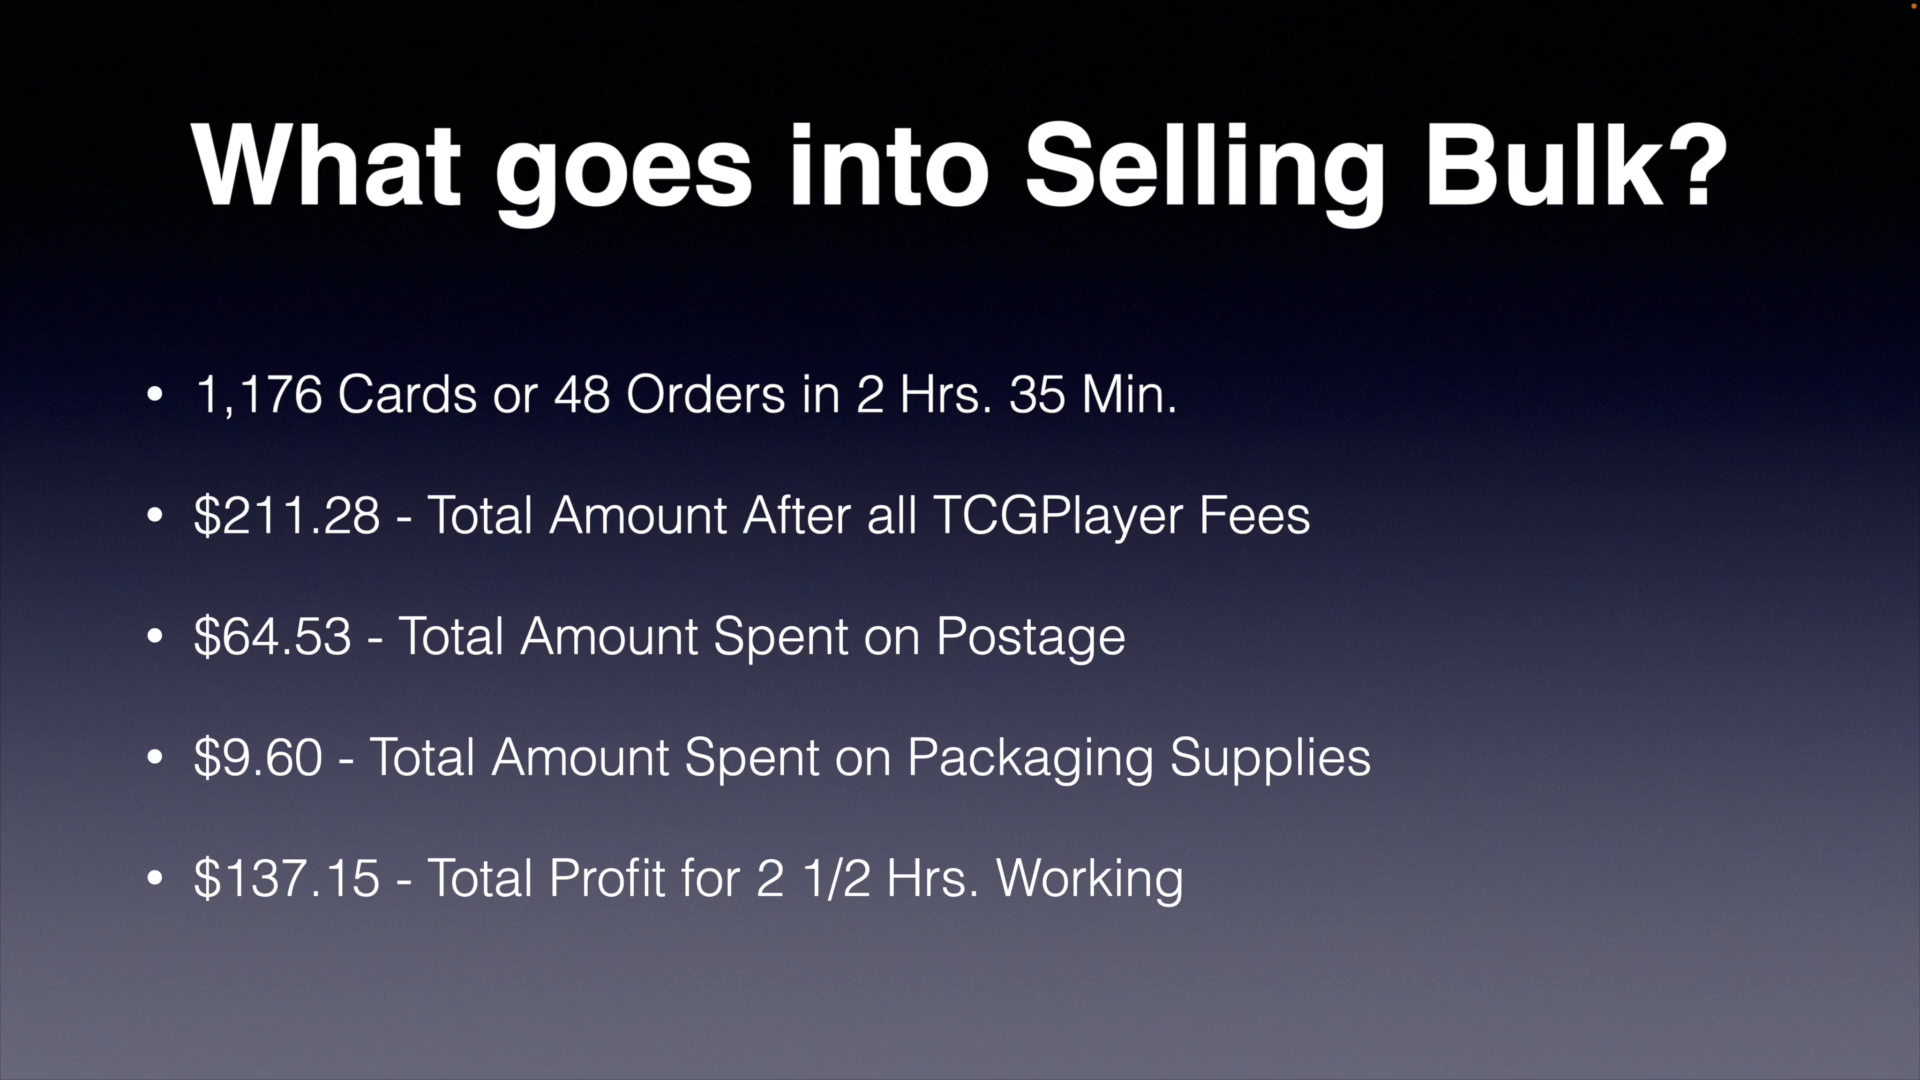 What goes into Selling Bulk?
• 1,176 Cards or 48 Orders in 2 Hrs. 35 Min.
• $211.28 - Total Amount After all TCGPlayer Fees
• $64.53 - Total Amount Spent on Postage
• $9.60 - Total Amount Spent on Packaging Supplies
• $137.15 - Total Profit for 2 1/2 Hrs. Working